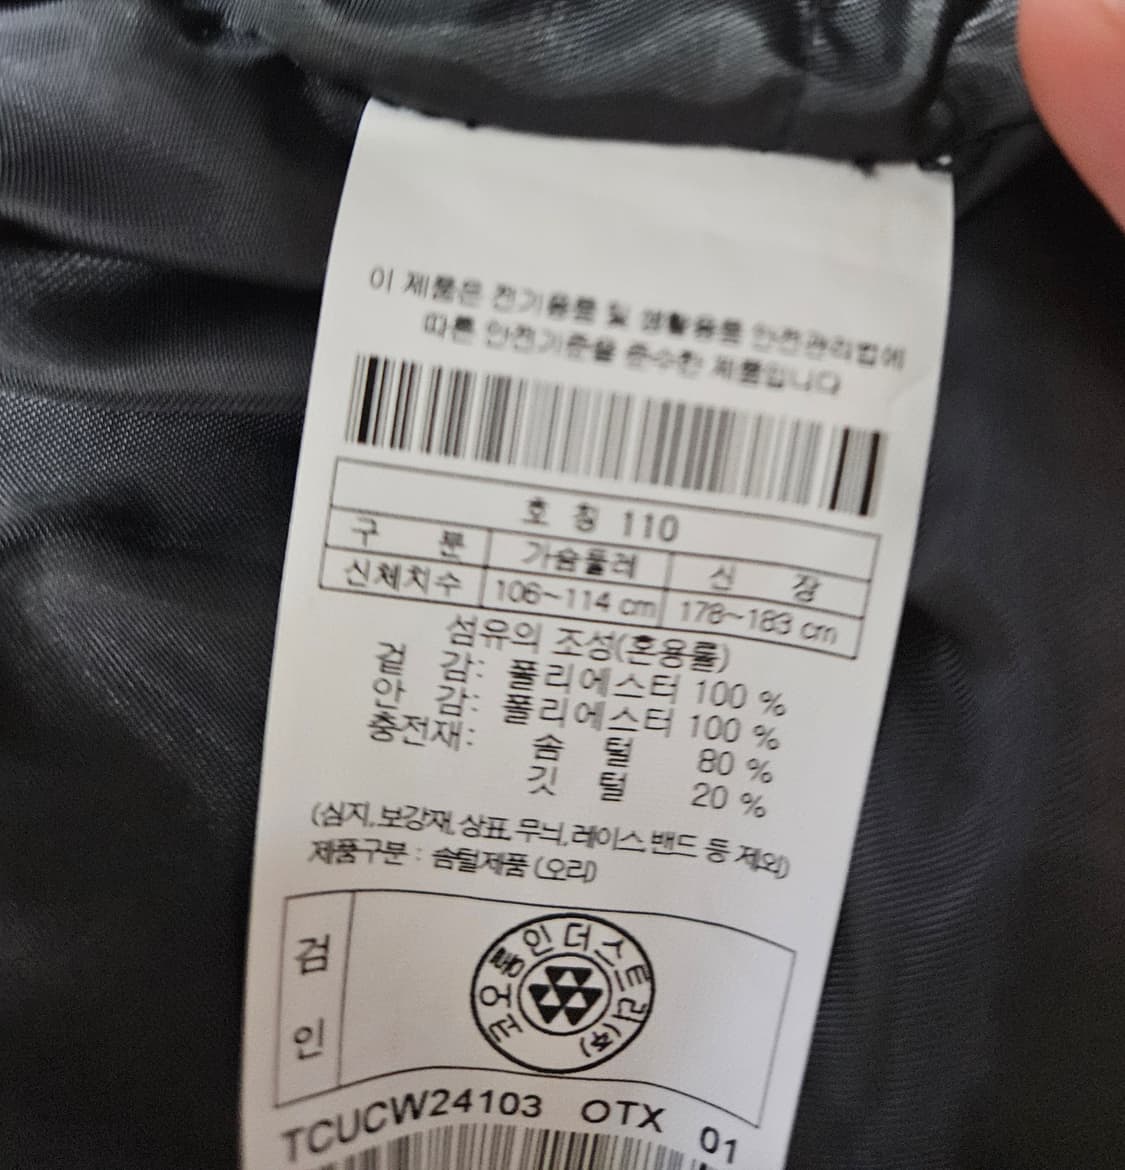 이 제품은 전기용품 및 생활용품 안전관리법에
따른 안전기준을 준수한 제품입니다
호 칭 110
구 분 가슴둘레 신 장
신체치수 106~114 cm 178~183 cm
섬유의 조성(혼용률)
겉 감: 폴리에스터 100 %
안 감: 폴리에스터 100 %
충전재: 솜 털 80 %
깃 털 20 %
(심지,보강재,상표,무늬,레이스,밴드 등 제외)
제품구분 : 솜털제품 (오리)
검 인
인더스트리(주)
TCUCW24103 OTX 01